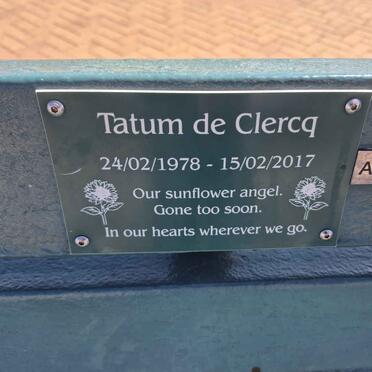 Tatum de Clercq
24/02/1978 - 15/02/2017
Our sunflower angel.
Gone too soon.
In our hearts wherever we go.
A